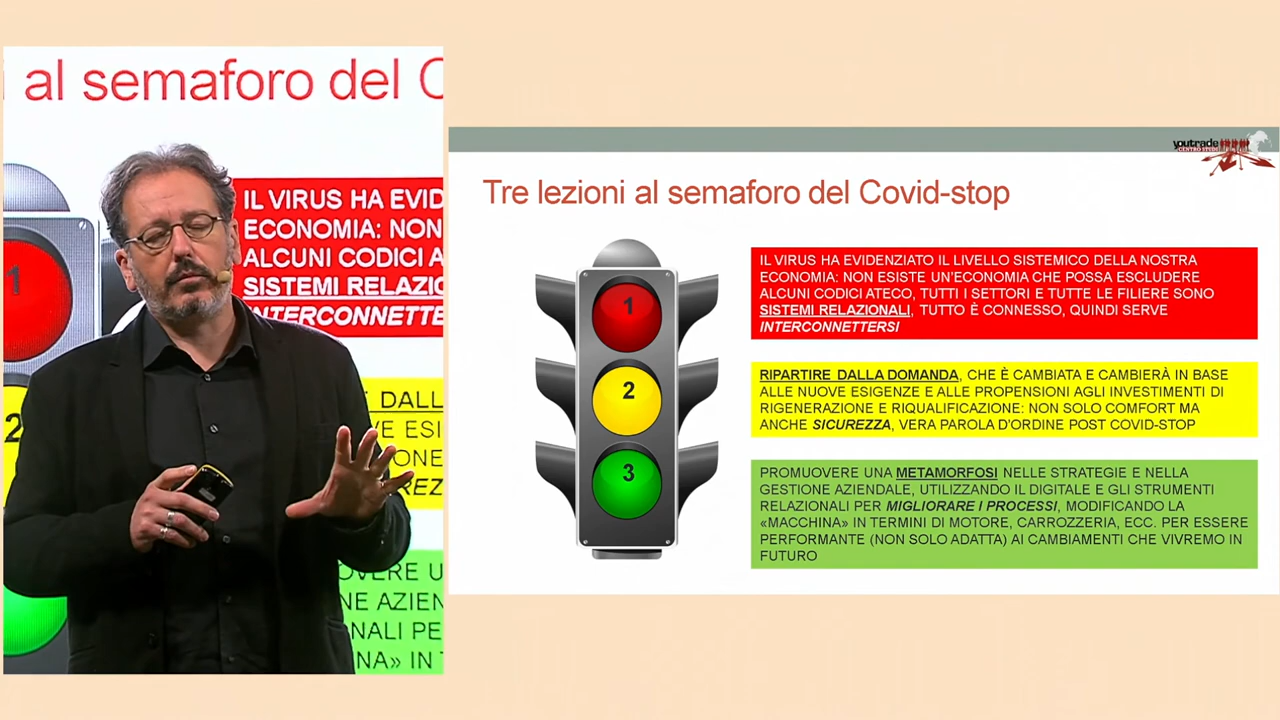 i al semaforo del C
1
IL VIRUS HA EVID
ECONOMIA: NON
ALCUNI CODICI A
SISTEMI RELAZIO
INTERCONNETTE
2
DALL
VE ESI
ONE
REZ
OVERE U
NE AZIEN
NALI PE
NA» IN T
youtrade
CENTRO STUDI
Tre lezioni al semaforo del Covid-stop
1
2
3
IL VIRUS HA EVIDENZIATO IL LIVELLO SISTEMICO DELLA NOSTRA
ECONOMIA: NON ESISTE UN'ECONOMIA CHE POSSA ESCLUDERE
ALCUNI CODICI ATECO, TUTTI I SETTORI E TUTTE LE FILIERE SONO
SISTEMI RELAZIONALI, TUTTO È CONNESSO, QUINDI SERVE
INTERCONNETTERSI
RIPARTIRE DALLA DOMANDA, CHE È CAMBIATA E CAMBIERÀ IN BASE
ALLE NUOVE ESIGENZE E ALLE PROPENSIONI AGLI INVESTIMENTI DI
RIGENERAZIONE E RIQUALIFICAZIONE: NON SOLO COMFORT MA
ANCHE SICUREZZA, VERA PAROLA D'ORDINE POST COVID-STOP
PROMUOVERE UNA METAMORFOSI NELLE STRATEGIE E NELLA
GESTIONE AZIENDALE, UTILIZZANDO IL DIGITALE E GLI STRUMENTI
RELAZIONALI PER MIGLIORARE I PROCESSI, MODIFICANDO LA
«MACCHINA» IN TERMINI DI MOTORE, CARROZZERIA, ECC. PER ESSERE
PERFORMANTE (NON SOLO ADATTA) AI CAMBIAMENTI CHE VIVREMO IN
FUTURO